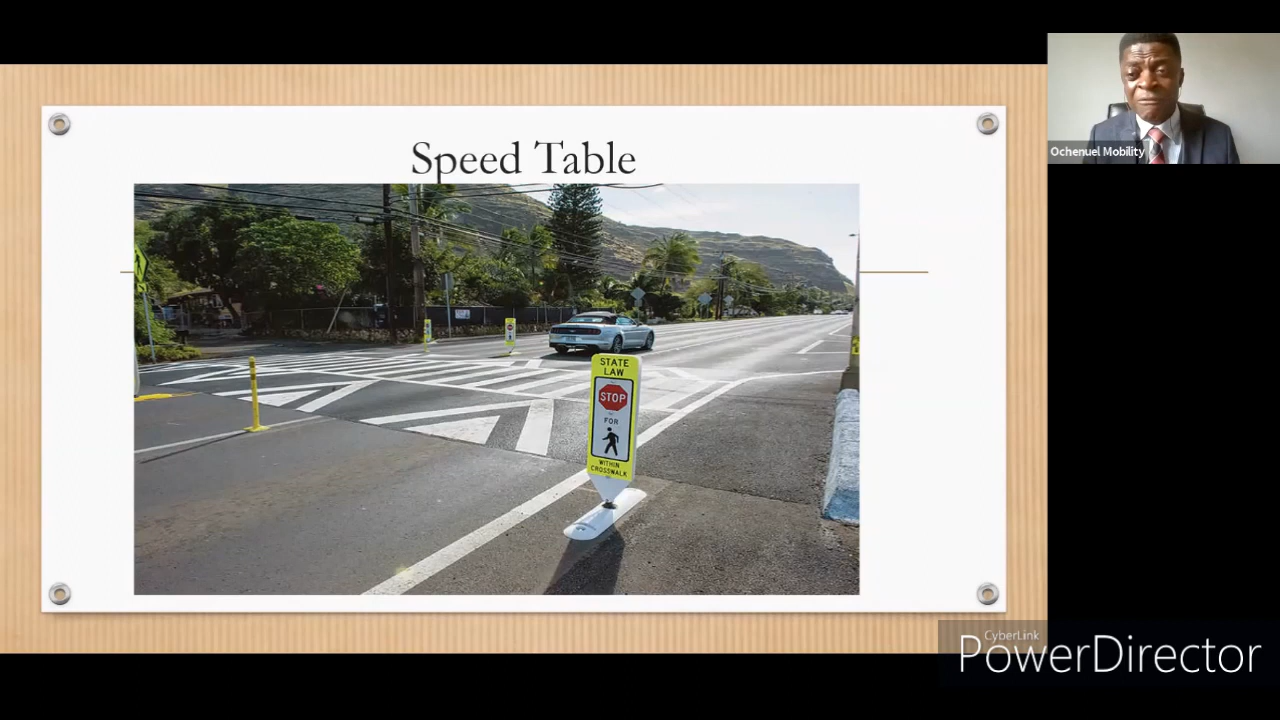 Speed Table
Ochenuel Mobility
STATE
LAW
STOP
FOR
WITHIN
CROSSWALK
CyberLink
PowerDirector